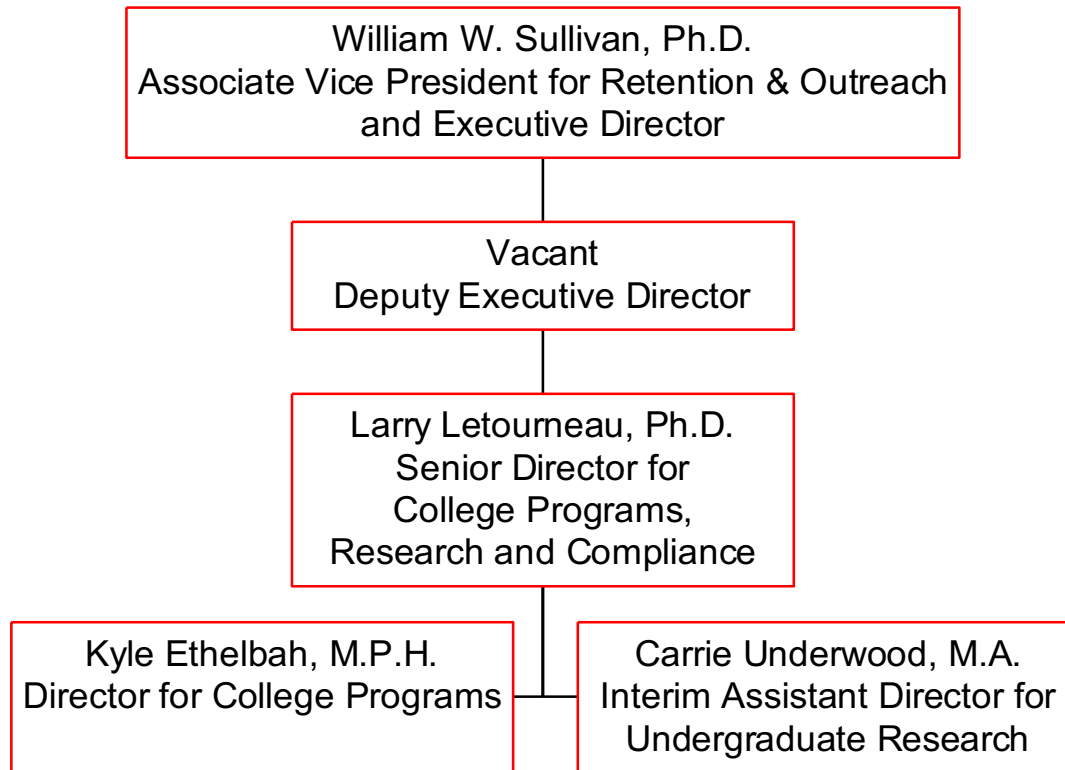 William W. Sullivan, Ph.D.
Associate Vice President for Retention & Outreach
and Executive Director
Vacant
Deputy Executive Director
Larry Letourneau, Ph.D.
Senior Director for
College Programs,
Research and Compliance
Kyle Ethelbah, M.P.H.
Director for College Programs
Carrie Underwood, M.A.
Interim Assistant Director for
Undergraduate Research